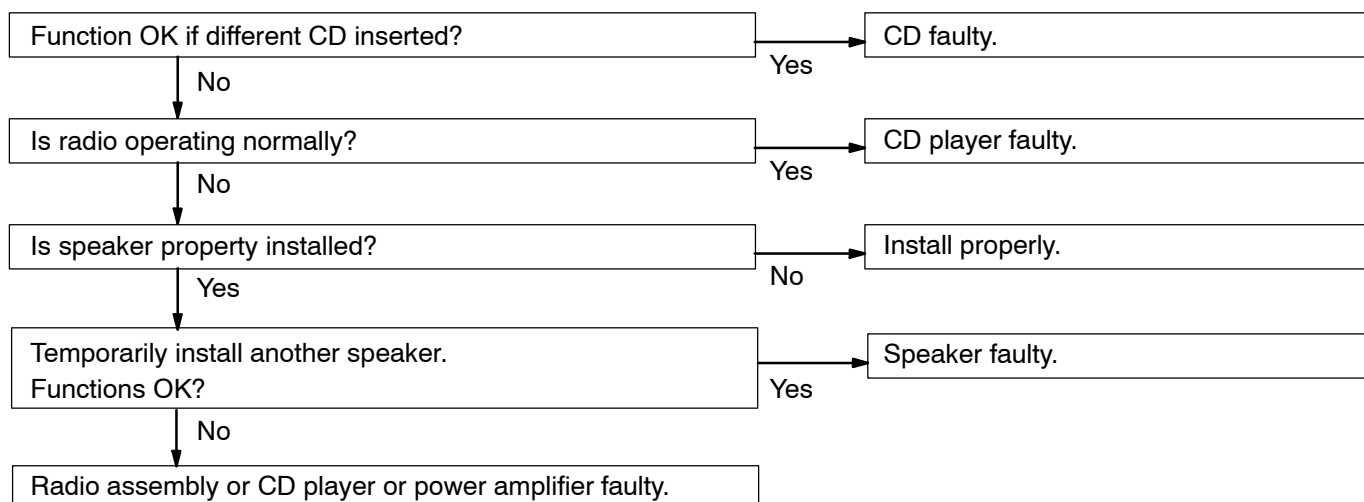 Function OK if different CD inserted?
CD faulty.
Yes
No
Is radio operating normally?
CD player faulty.
Yes
No
Is speaker property installed?
Install properly.
No
Yes
Temporarily install another speaker.
Functions OK?
Speaker faulty.
Yes
No
Radio assembly or CD player or power amplifier faulty.